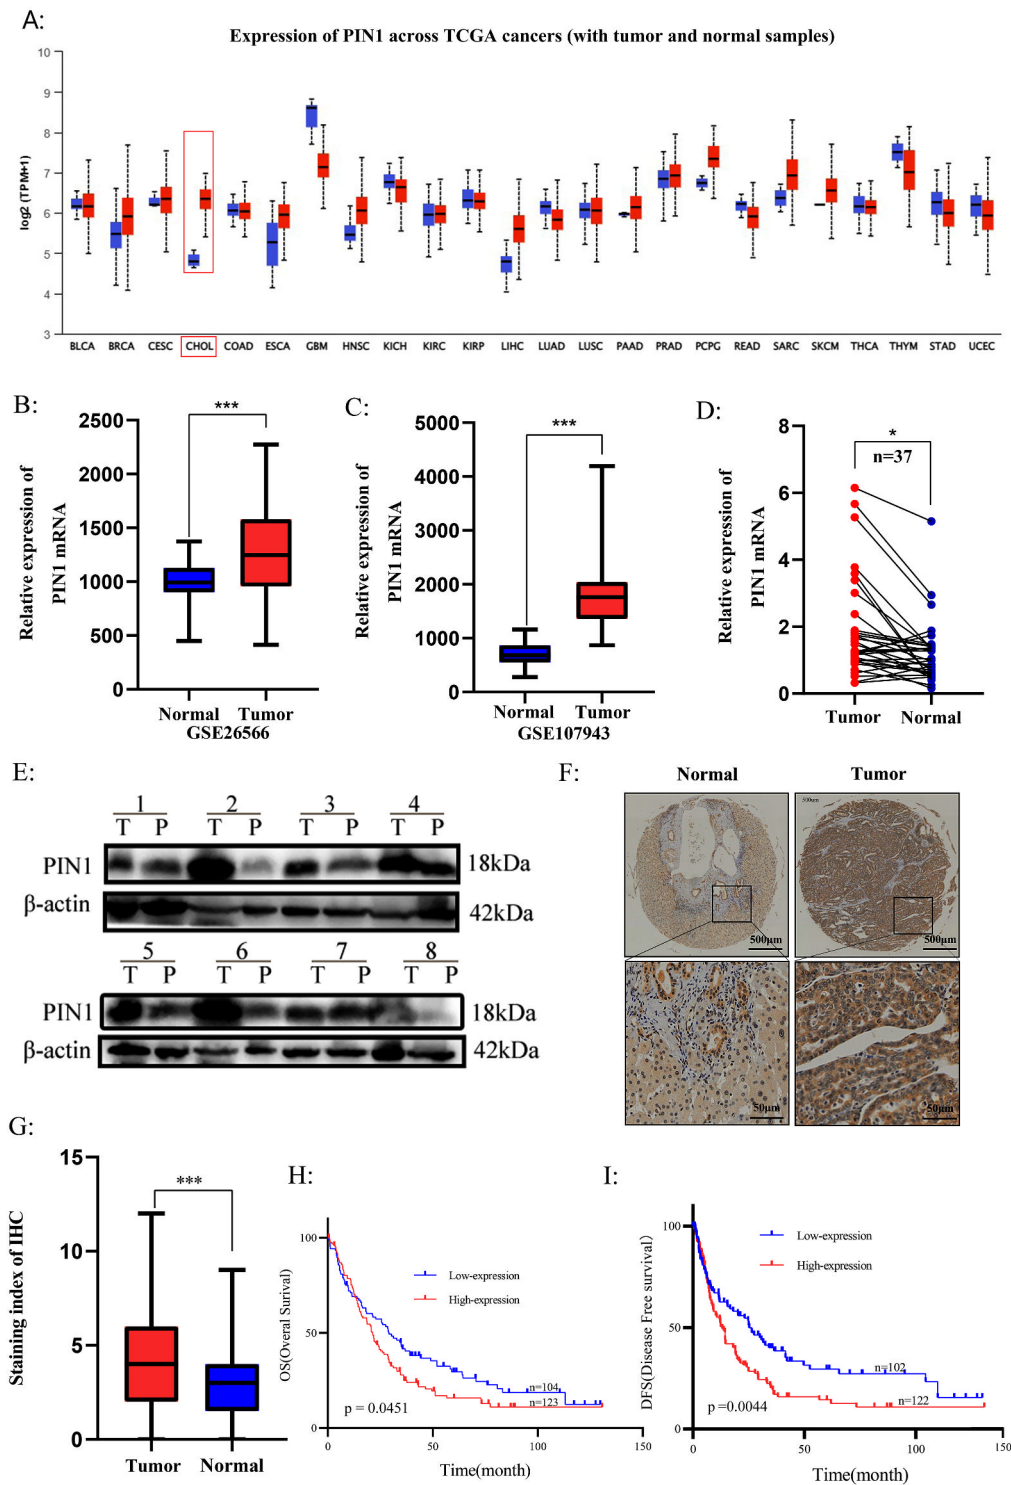 A:
Expression of PIN1 across TCGA cancers (with tumor and normal samples)
log2 (TPM+1)
10
9
8
7
6
5
4
3
BLCA BRCA CESC CHOL COAD ESCA GBM HNSC KICH KIRC KIRP LIHC LUAD LUSC PAAD PRAD PCPG READ SARC SKCM THCA THYM STAD UCEC
B:
Relative expression of
PIN1 mRNA
2500
2000
1500
1000
500
0
***
Normal Tumor
GSE26566
C:
Relative expression of
PIN1 mRNA
5000
4000
3000
2000
1000
0
***
Normal Tumor
GSE107943
D:
Relative expression of
PIN1 mRNA
8
6
4
2
0
*
n=37
Tumor Normal
E:
1 2 3 4
T P T P T P T P
PIN1 18kDa
β-actin 42kDa
5 6 7 8
T P T P T P T P
PIN1 18kDa
β-actin 42kDa
F:
Normal Tumor
500um
500μm 500μm
50μm 50μm
G:
Staining index of IHC
15
10
5
0
***
Tumor Normal
H:
OS(Overal Survival)
100
50
0
Low-expression
High-expression
n=104
n=123
p = 0.0451
0 50 100 150
Time(month)
I:
DFS(Disease Free survival)
100
50
0
Low-expression
High-expression
n=102
n=122
p=0.0044
0 50 100 150
Time(month)